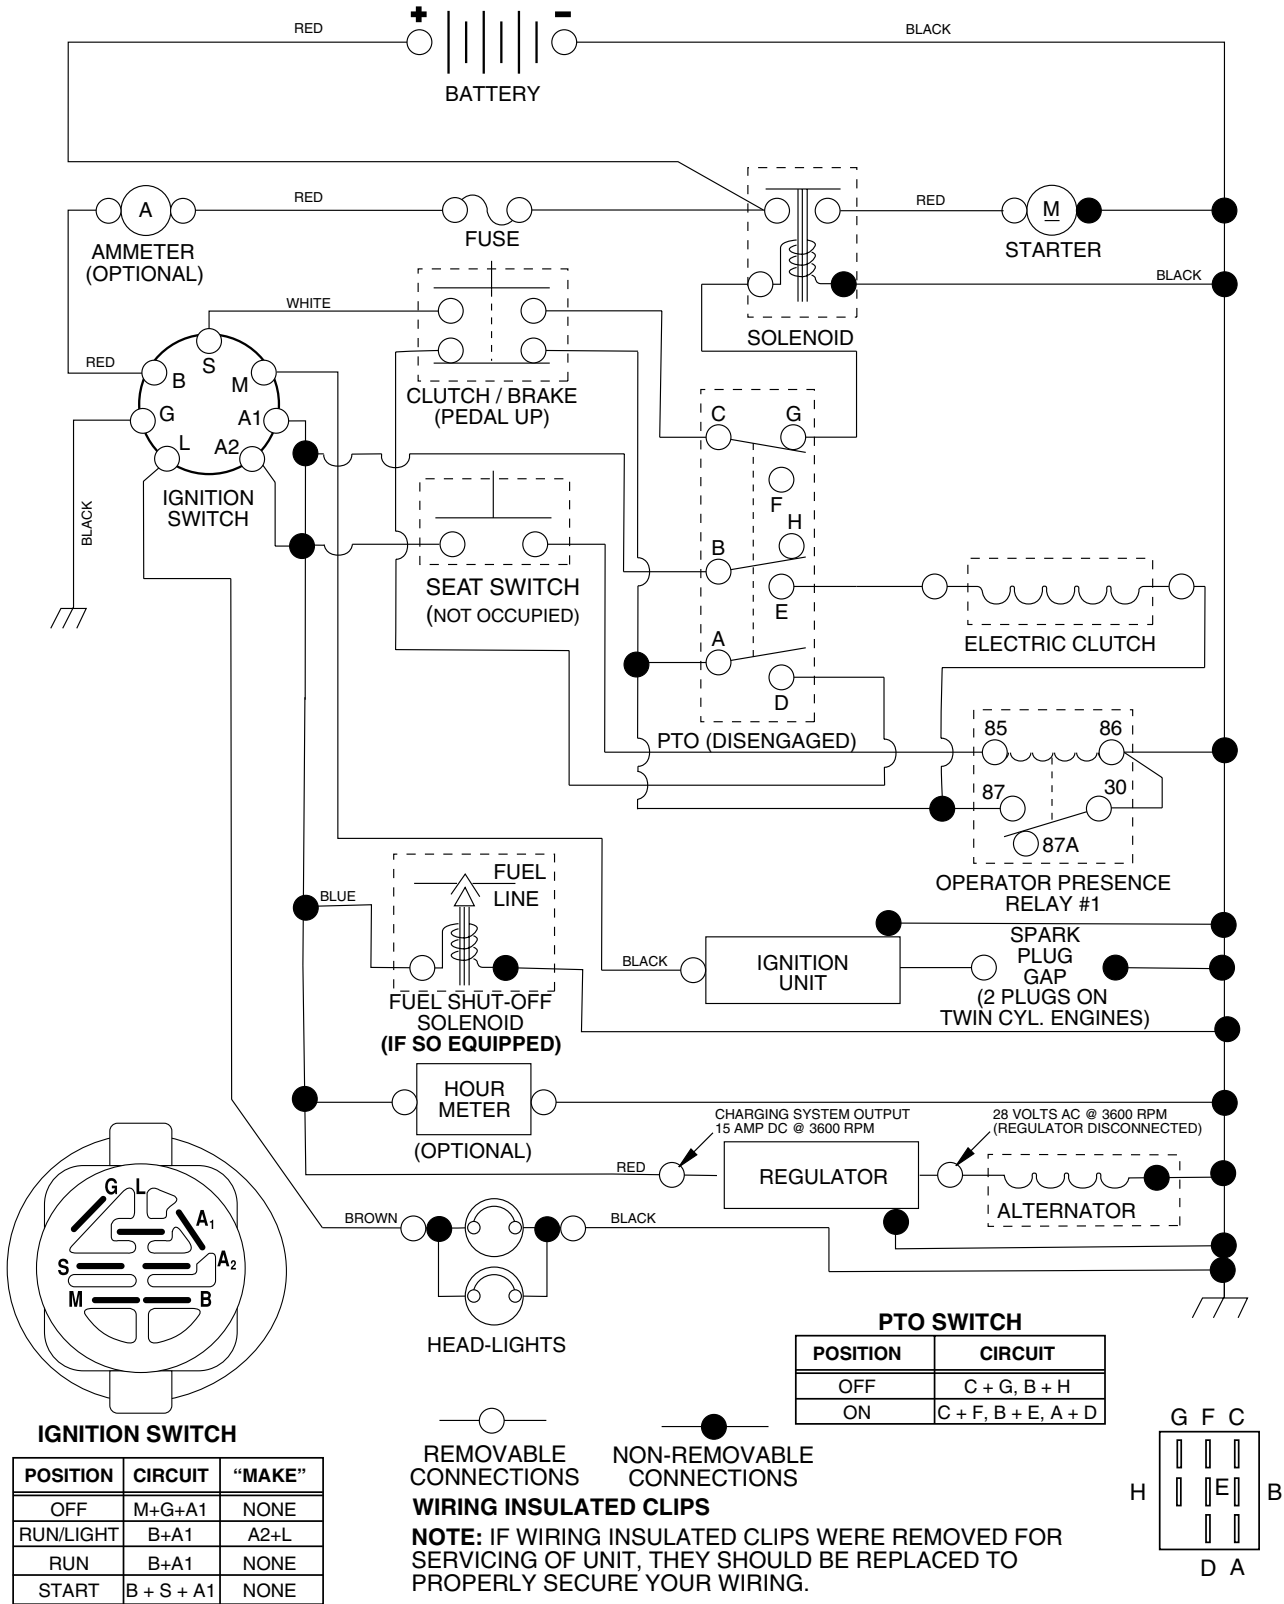 RED
+
−
BLACK
BATTERY
A
RED
RED
M
AMMETER
(OPTIONAL)
FUSE
STARTER
WHITE
BLACK
SOLENOID
S
RED
B
M
G
A1
L
A2
CLUTCH / BRAKE
(PEDAL UP)
C
G
BLACK
IGNITION
SWITCH
F
H
B
E
SEAT SWITCH
(NOT OCCUPIED)
ELECTRIC CLUTCH
A
D
PTO (DISENGAGED)
85
86
87
30
87A
OPERATOR PRESENCE
RELAY #1
FUEL
LINE
BLUE
FUEL SHUT-OFF
SOLENOID
(IF SO EQUIPPED)
BLACK
IGNITION
UNIT
SPARK
PLUG
GAP
(2 PLUGS ON
TWIN CYL. ENGINES)
HOUR
METER
(OPTIONAL)
CHARGING SYSTEM OUTPUT
15 AMP DC @ 3600 RPM
28 VOLTS AC @ 3600 RPM
(REGULATOR DISCONNECTED)
RED
REGULATOR
ALTERNATOR
BROWN
BLACK
HEAD-LIGHTS
G
L
A1
A2
S
M
B
IGNITION SWITCH
POSITION CIRCUIT “MAKE”
OFF M+G+A1 NONE
RUN/LIGHT B+A1 A2+L
RUN B+A1 NONE
START B + S + A1 NONE
PTO SWITCH
POSITION CIRCUIT
OFF C + G, B + H
ON C + F, B + E, A + D
REMOVABLE
CONNECTIONS
NON-REMOVABLE
CONNECTIONS
WIRING INSULATED CLIPS
NOTE: IF WIRING INSULATED CLIPS WERE REMOVED FOR
SERVICING OF UNIT, THEY SHOULD BE REPLACED TO
PROPERLY SECURE YOUR WIRING.
G F C
H E B
D A